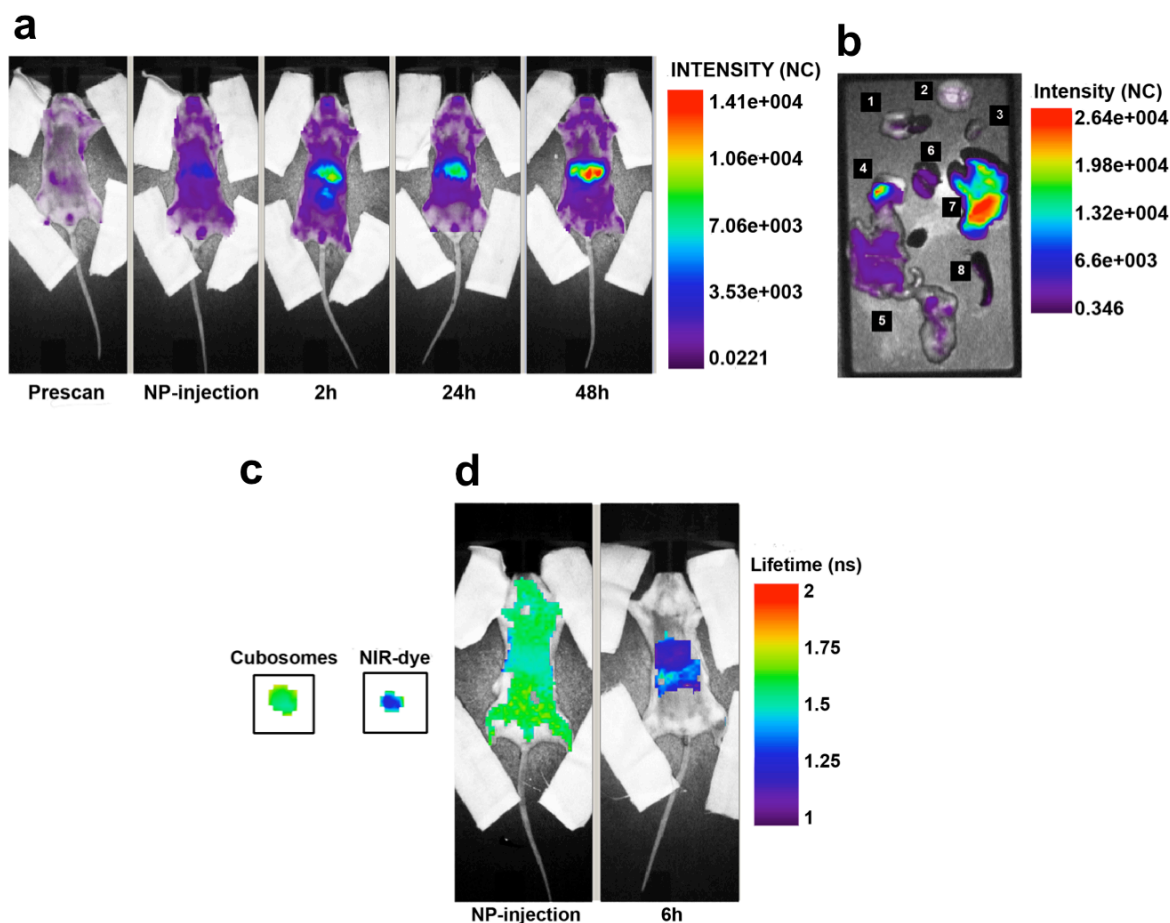 a
INTENSITY (NC)
1.41e+004
1.06e+004
7.06e+003
3.53e+003
0.0221
Prescan
NP-injection
2h
24h
48h
b
1
2
3
4
5
6
7
8
Intensity (NC)
2.64e+004
1.98e+004
1.32e+004
6.6e+003
0.346
c
Cubosomes
NIR-dye
d
Lifetime (ns)
2
1.75
1.5
1.25
1
NP-injection
6h